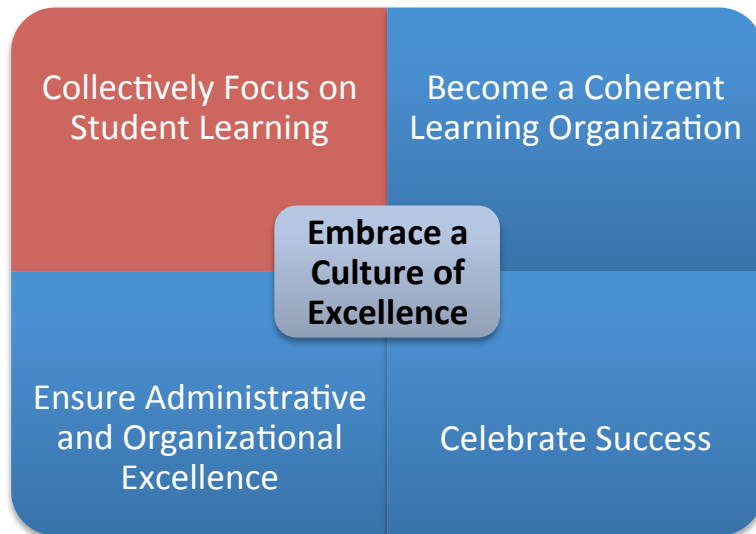 Collectively Focus on
Student Learning
Become a Coherent
Learning Organization
Embrace a
Culture of
Excellence
Ensure Administrative
and Organizational
Excellence
Celebrate Success